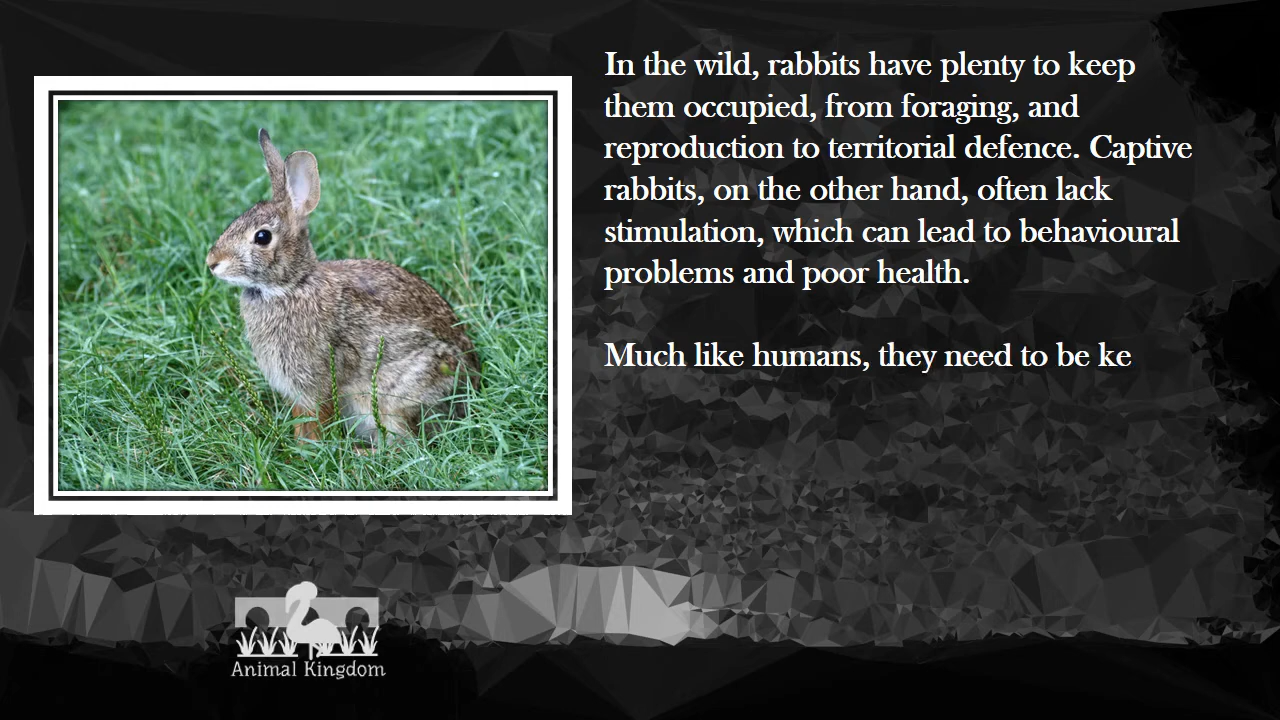 In the wild, rabbits have plenty to keep
them occupied, from foraging, and
reproduction to territorial defence. Captive
rabbits, on the other hand, often lack
stimulation, which can lead to behavioural
problems and poor health.
Much like humans, they need to be ke
Animal Kingdom